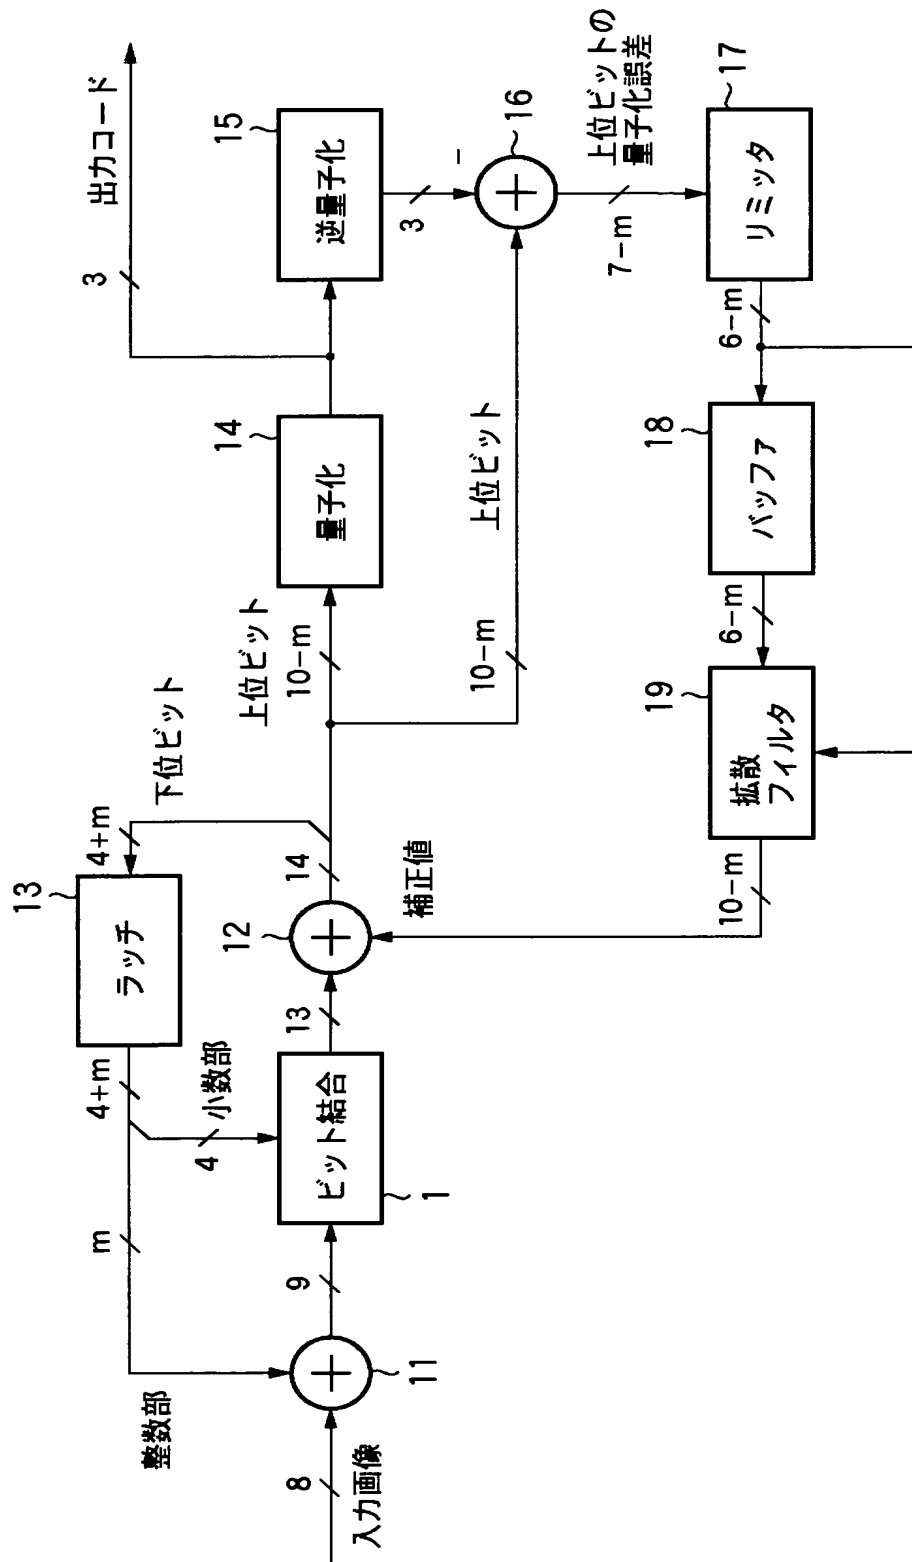 入力画像
8
11
整数部
m
9
ビット結合
1
4
小数部
4+m
ラッチ
13
13
12
14
4+m
下位ビット
補正値
上位ビット
10-m
量子化
14
3
出力コード
逆量子化
15
3
-
16
上位ビット
10-m
上位ビットの
量子化誤差
7-m
リミッタ
17
6-m
バッファ
18
6-m
拡散
フィルタ
19
10-m